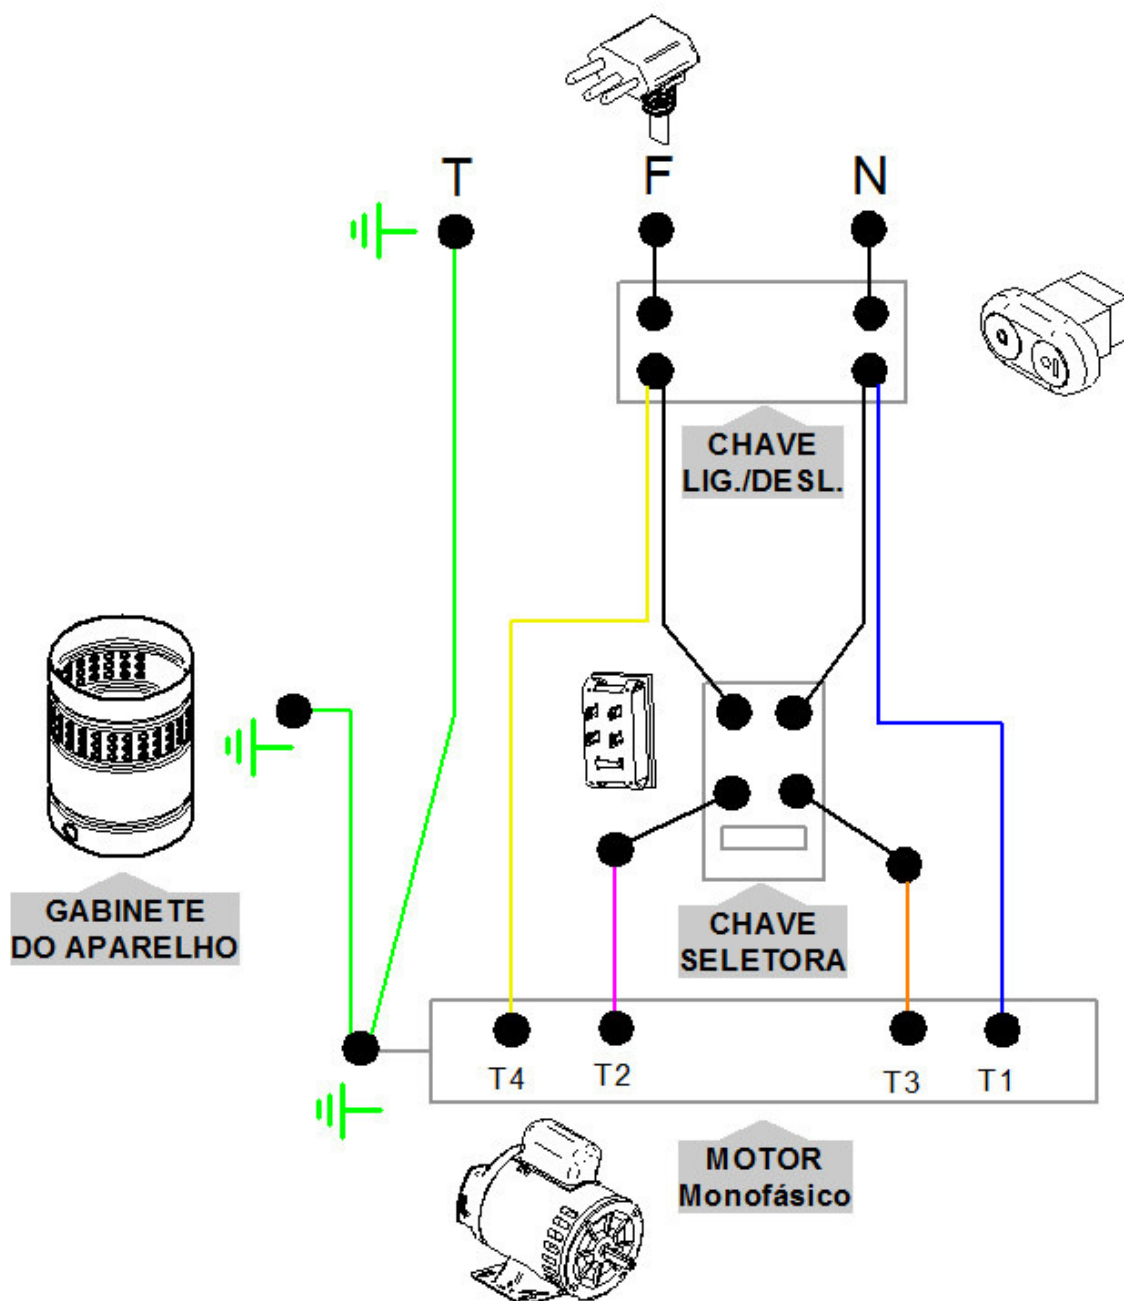 T
F
N
CHAVE
LIG./DESL.
GABINETE
DO APARELHO
CHAVE
SELETORA
T4
T2
T3
T1
MOTOR
Monofásico